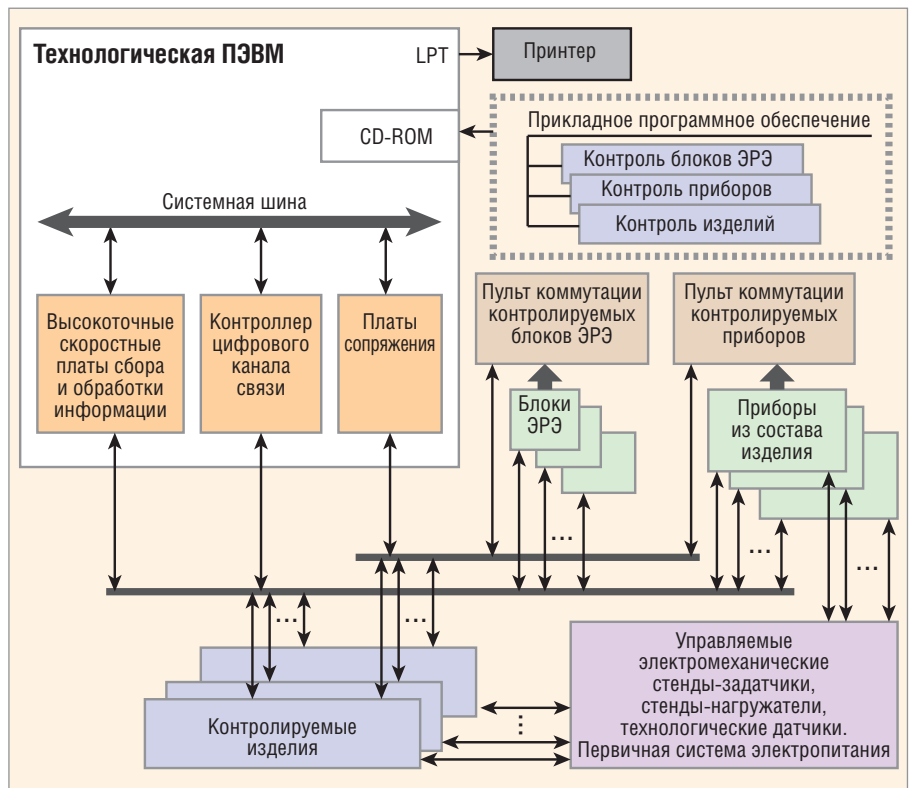 Технологическая ПЭВМ
LPT
Принтер
CD-ROM
Прикладное программное обеспечение
Контроль блоков ЭРЭ
Контроль приборов
Контроль изделий
Системная шина
Высокоточные
скоростные
платы сбора
и обработки
информации
Контроллер
цифрового
канала
связи
Платы
сопряжения
Пульт коммутации
контролируемых
блоков ЭРЭ
Пульт коммутации
контролируемых
приборов
Блоки
ЭРЭ
Приборы
из состава
изделия
...
...
...
...
...
Контролируемые
изделия
...
Управляемые
электромеханические
стенды-задатчики,
стенды-нагружатели,
технологические датчики.
Первичная система электропитания